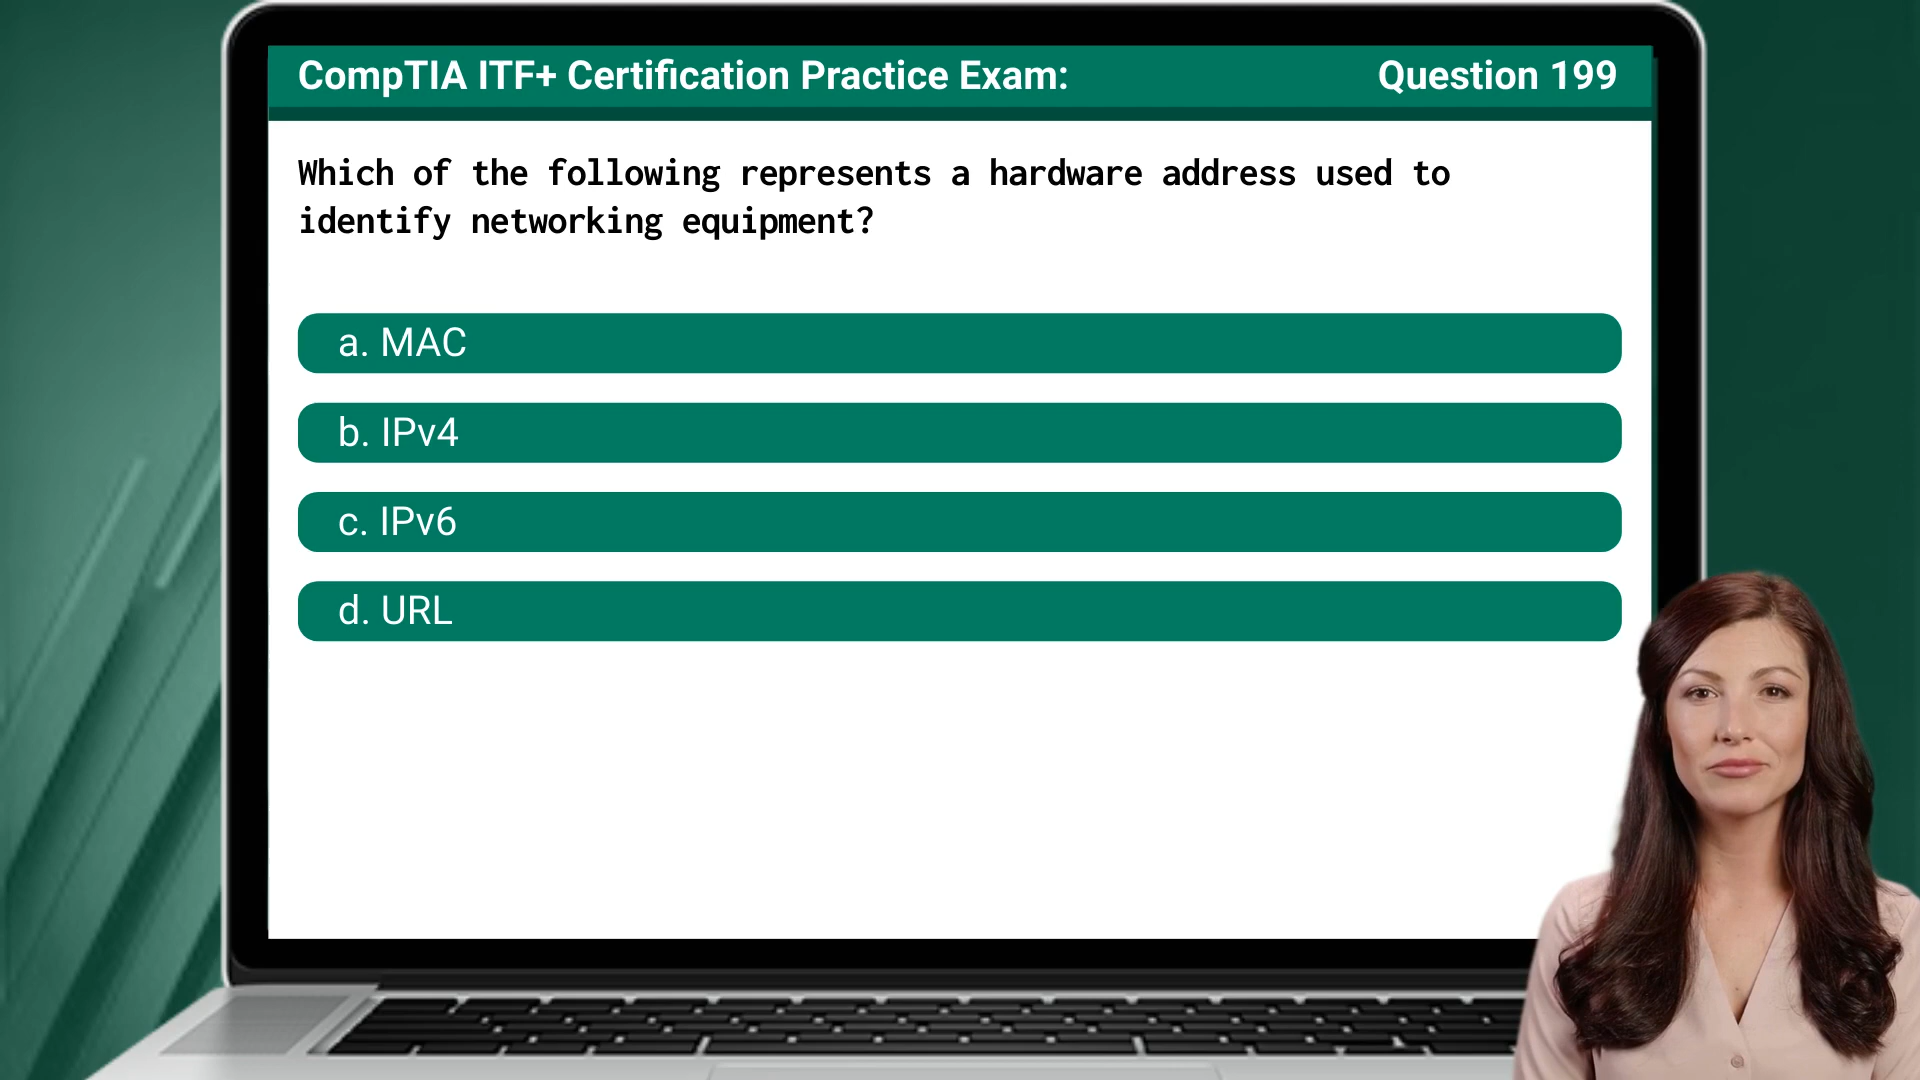 CompTIA ITF+ Certification Practice Exam:
Question 199
Which of the following represents a hardware address used to
identify networking equipment?
a. MAC
b. IPv4
c. IPv6
d. URL